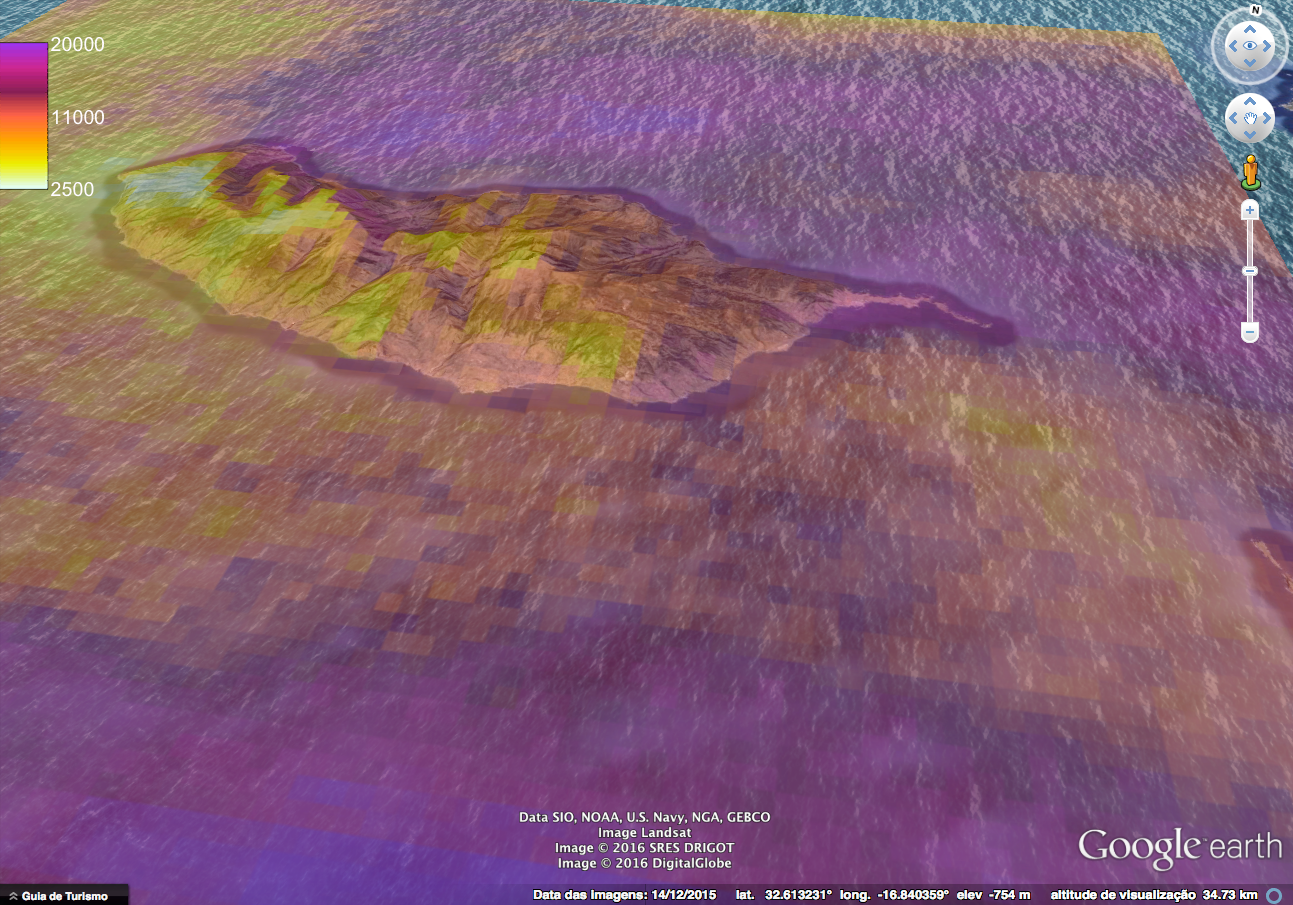 N
20000
11000
2500
Data SIO, NOAA, U.S. Navy, NGA, GEBCO
Image Landsat
Image © 2016 SRES DRIGOT
Image © 2016 DigitalGlobe
Google earth
Guia de Turismo
Data das Imagens: 14/12/2015 lat. 32.613231° long. -16.840359° elev -754 m altitude de visualização 34.73 km